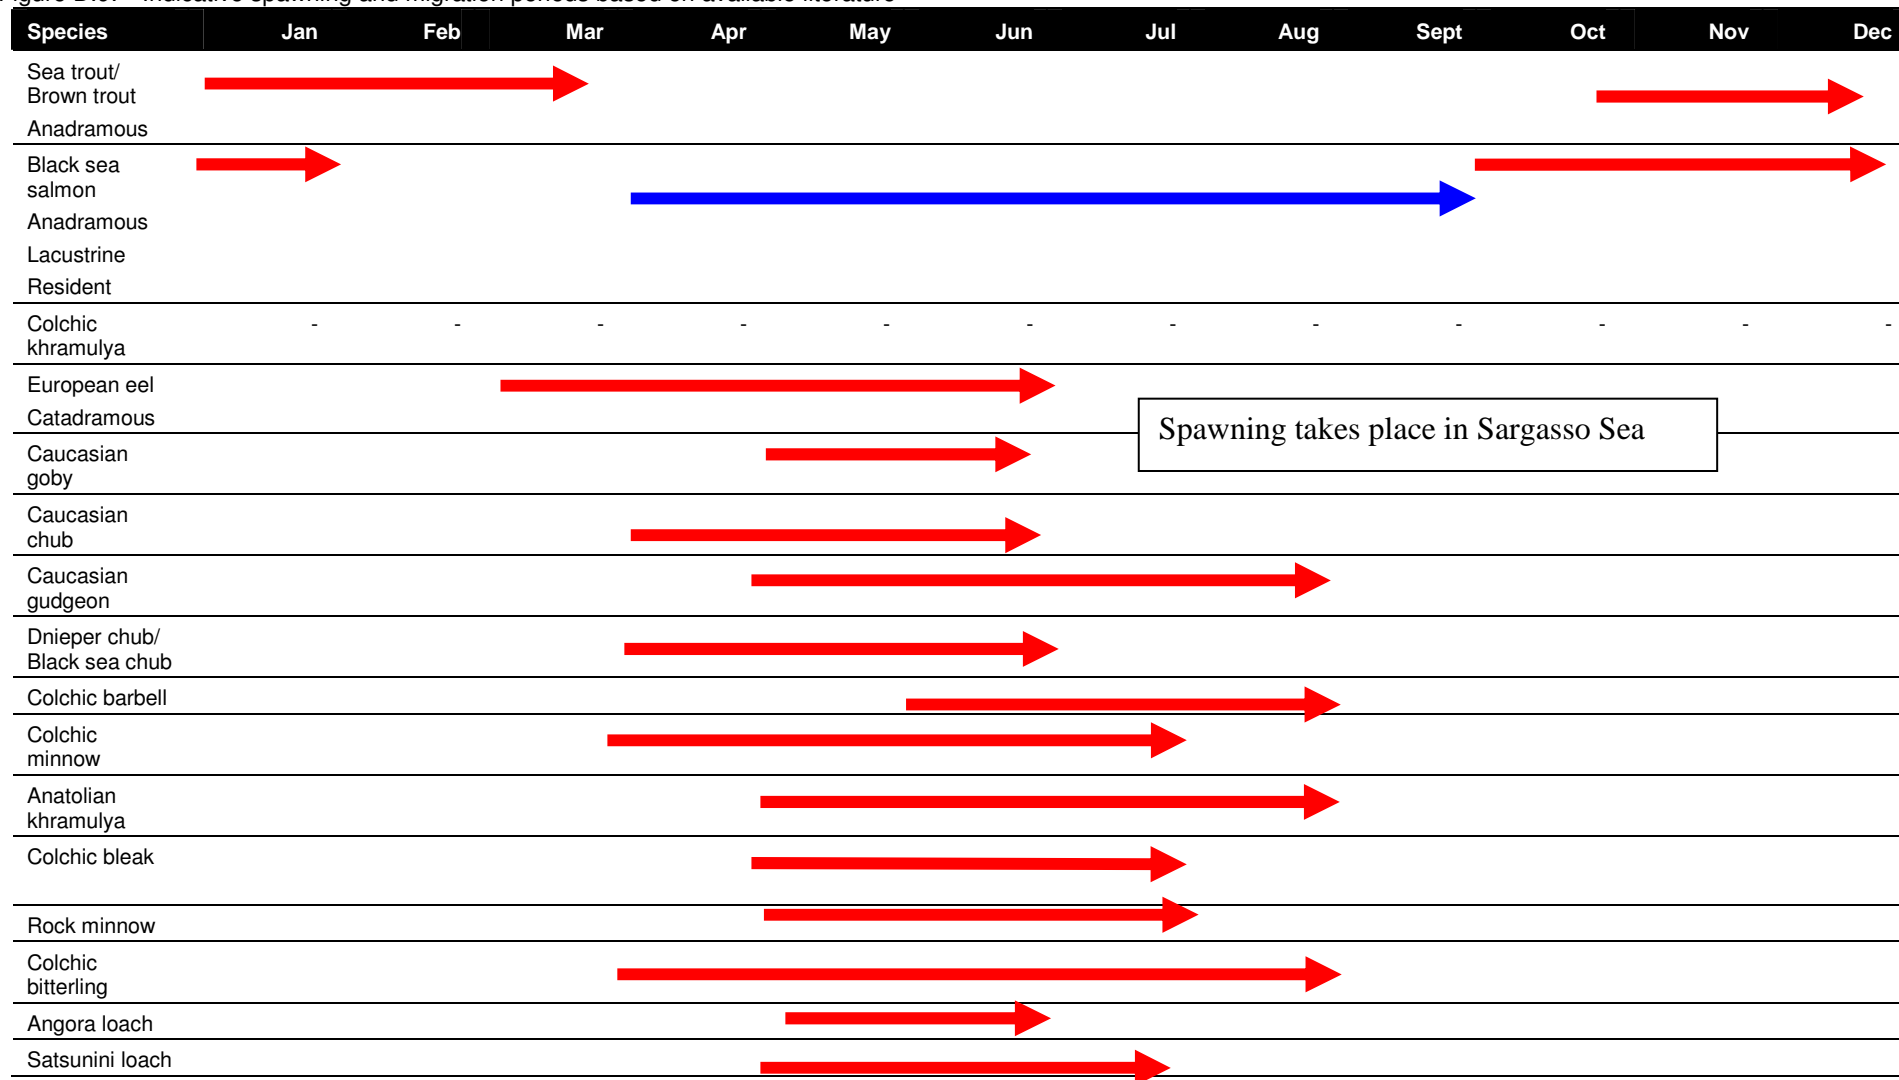 Species Jan Feb Mar Apr May Jun Jul Aug Sept Oct Nov Dec
Sea trout/
Brown trout
Anadramous
Black sea
salmon
Anadramous
Lacustrine
Resident
Colchic - - - - - - - - - - - -
khramulya
European eel
Catadramous
Spawning takes place in Sargasso Sea
Caucasian
goby
Caucasian
chub
Caucasian
gudgeon
Dnieper chub/
Black sea chub
Colchic barbell
Colchic
minnow
Anatolian
khramulya
Colchic bleak
Rock minnow
Colchic
bitterling
Angora loach
Satsunini loach